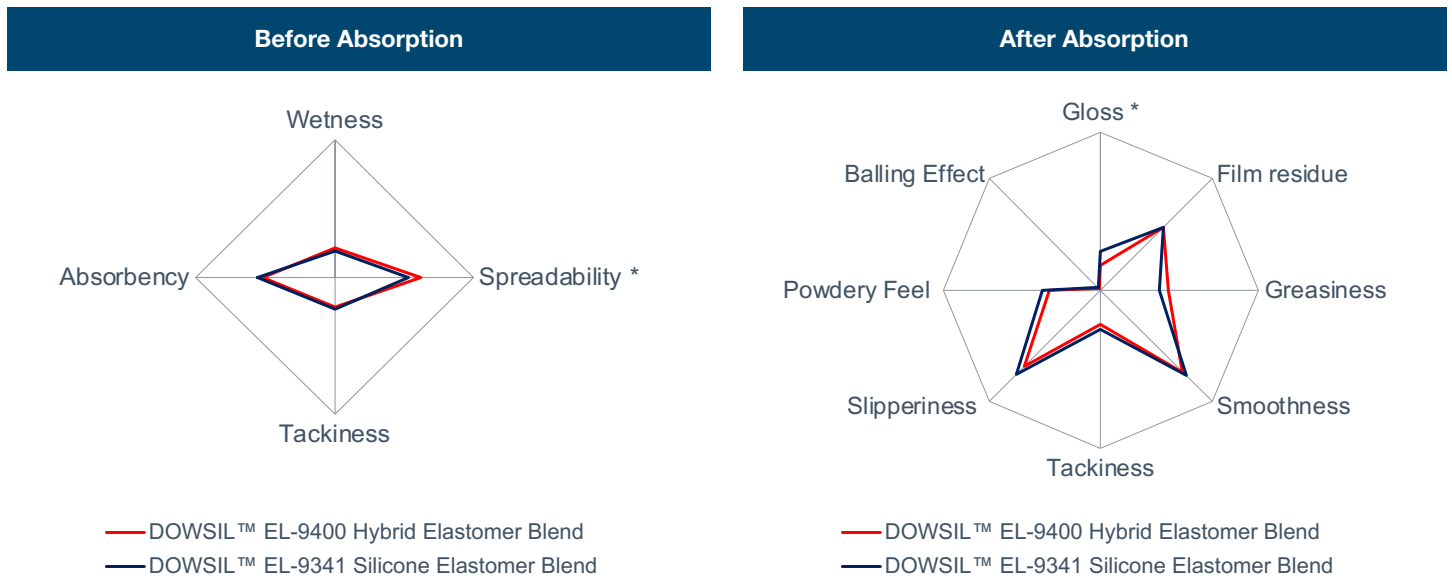 Before Absorption
Wetness
Absorbency
Spreadability *
Tackiness
DOWSIL™ EL-9400 Hybrid Elastomer Blend
DOWSIL™ EL-9341 Silicone Elastomer Blend
After Absorption
Gloss *
Balling Effect
Film residue
Powdery Feel
Greasiness
Slipperiness
Smoothness
Tackiness
DOWSIL™ EL-9400 Hybrid Elastomer Blend
DOWSIL™ EL-9341 Silicone Elastomer Blend